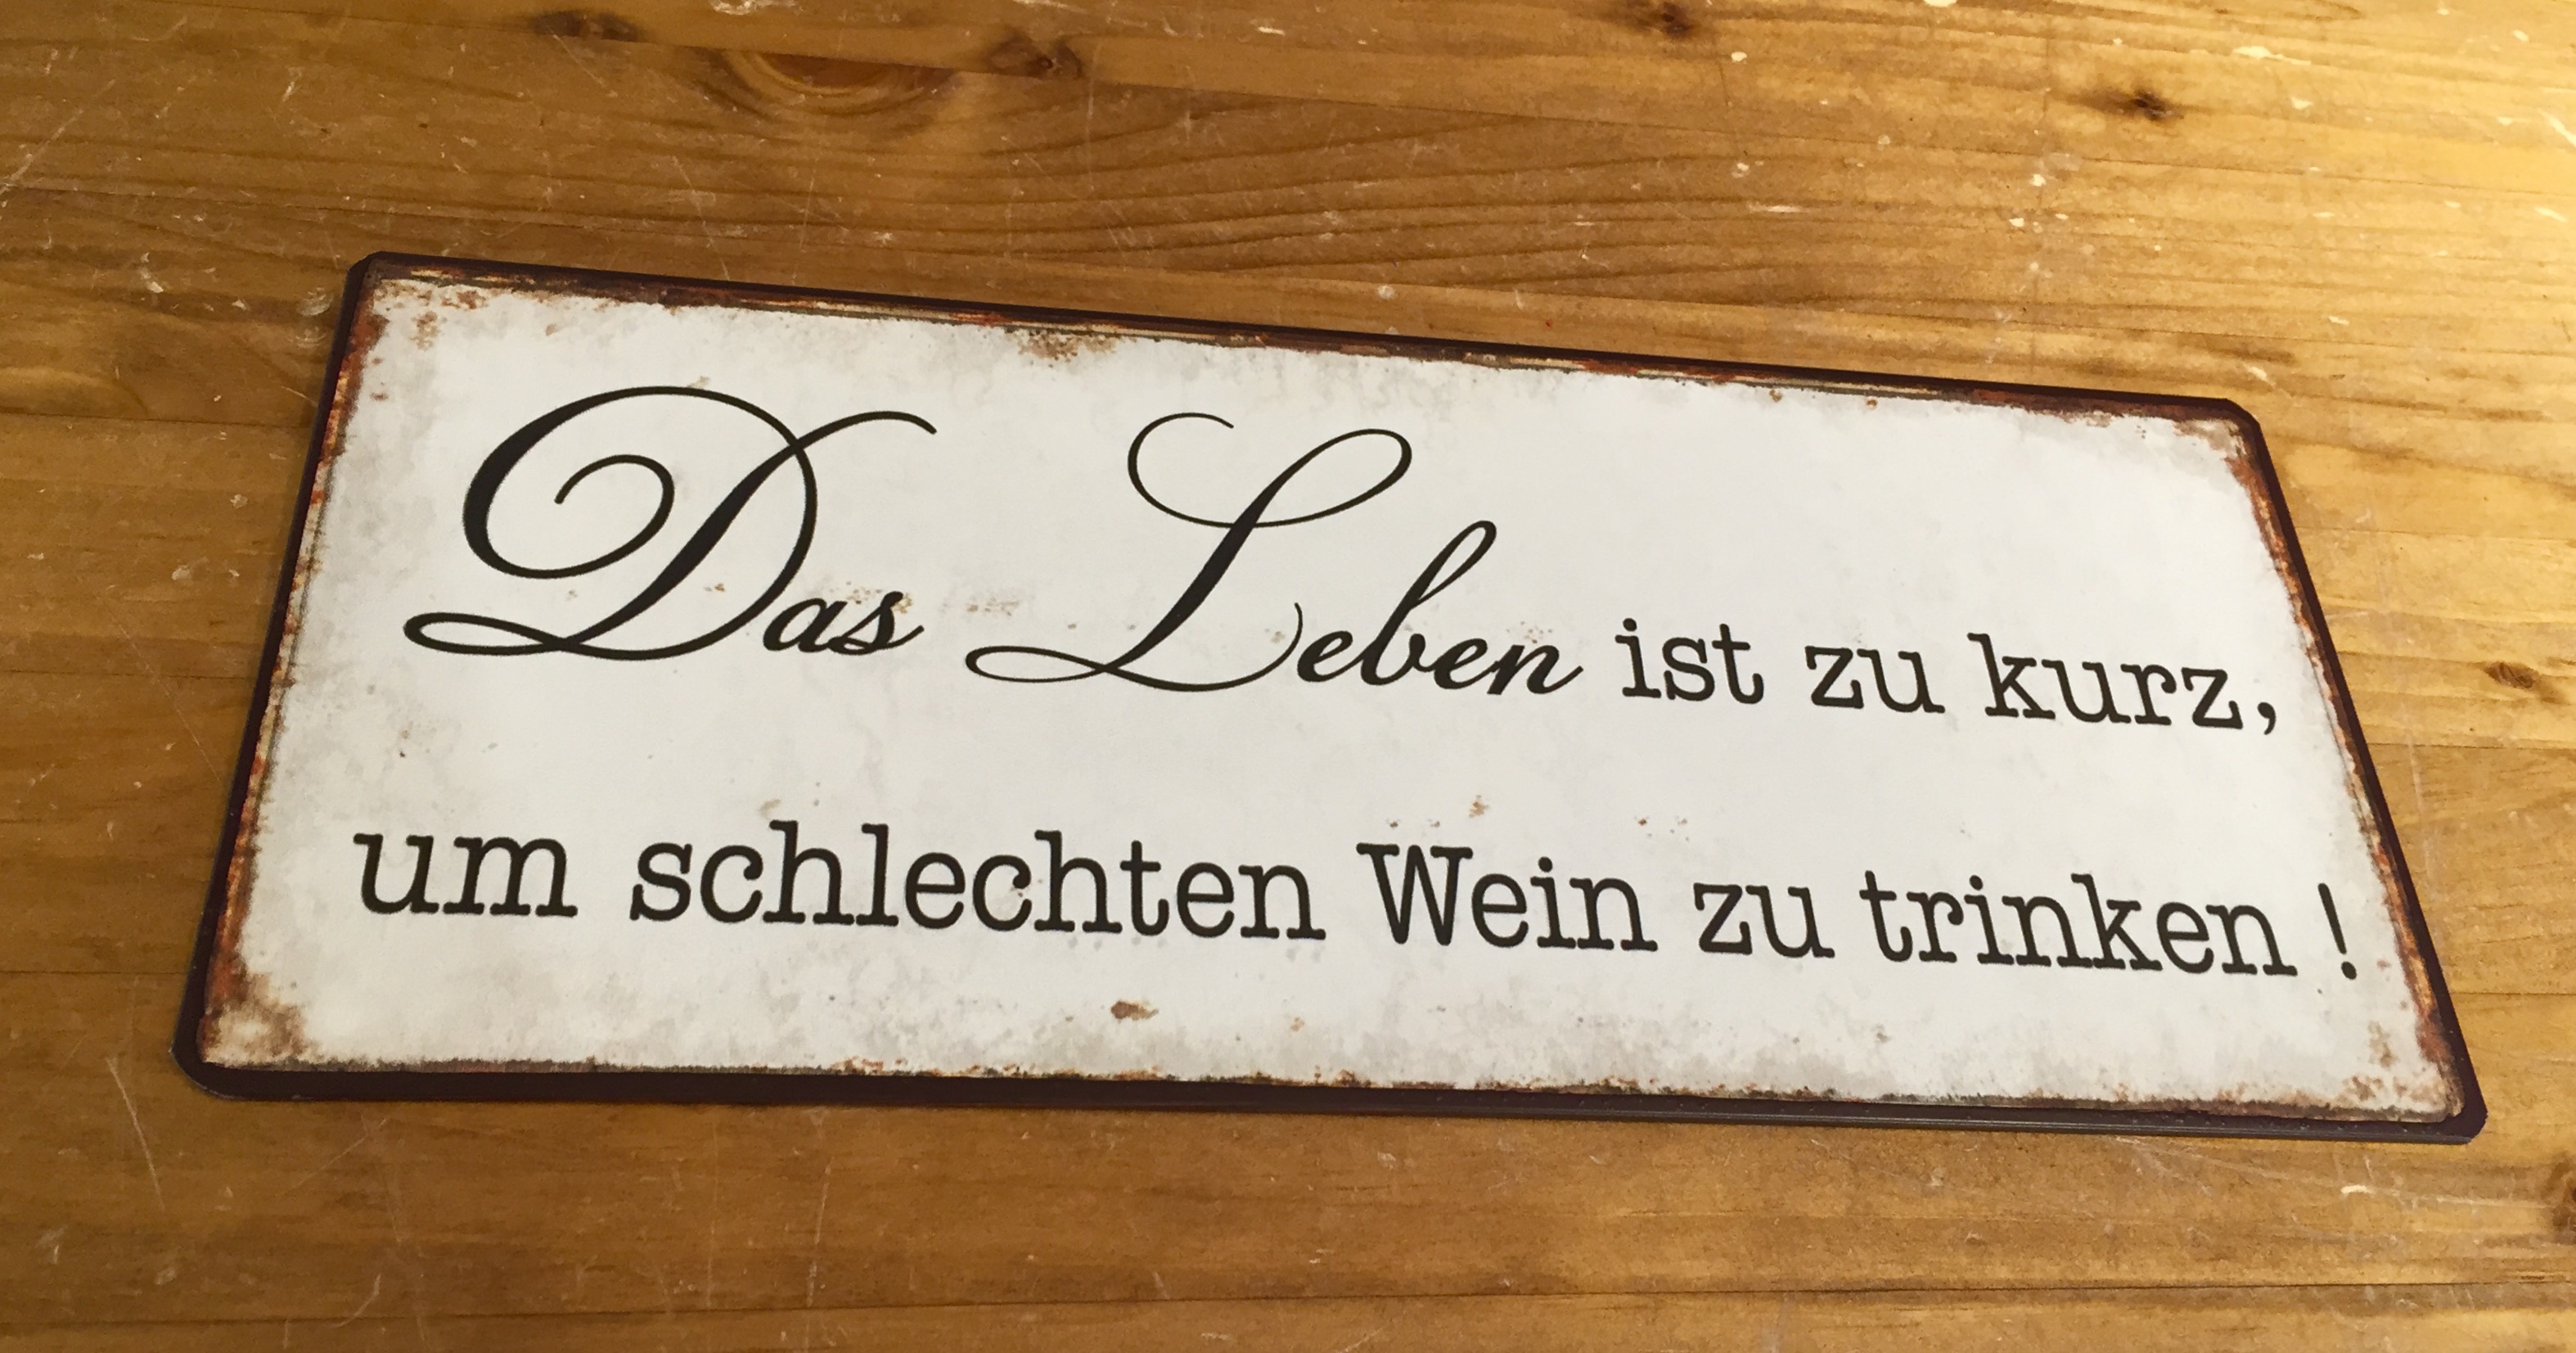 Das Leben ist zu kurz,
um schlechten Wein zu trinken !